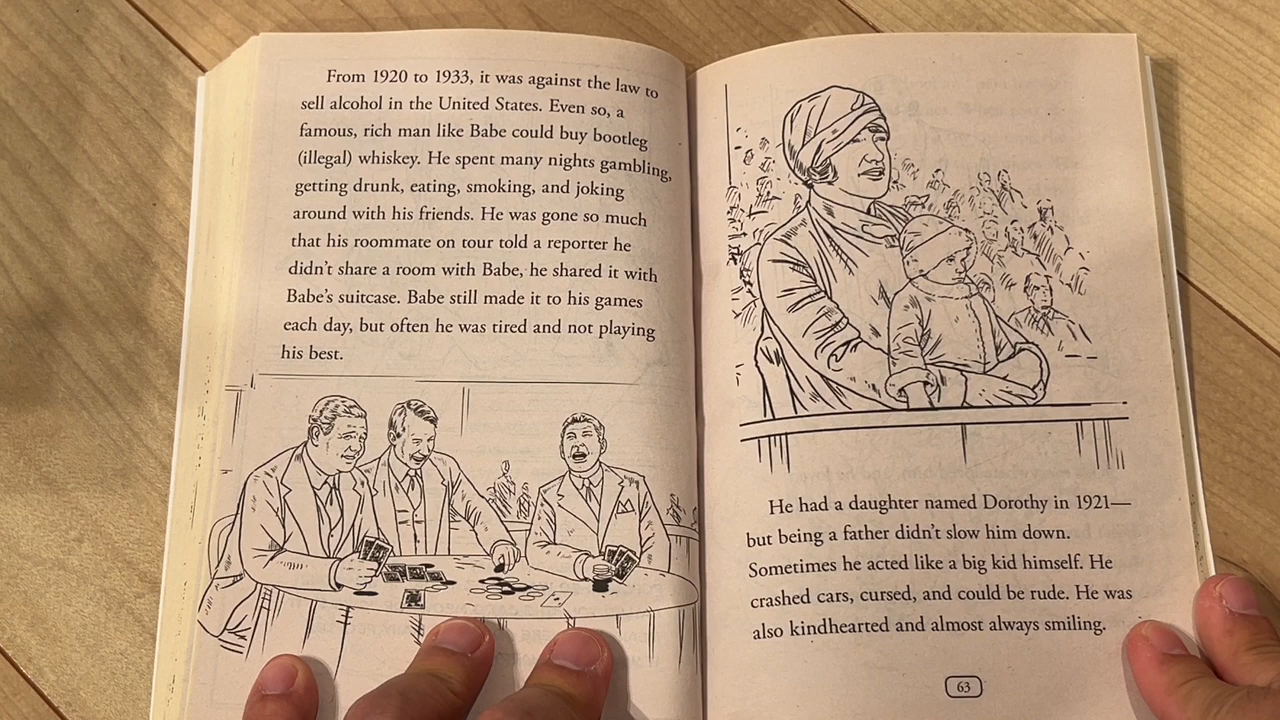 From 1920 to 1933, it was against the law to
sell alcohol in the United States. Even so, a
famous, rich man like Babe could buy bootleg
(illegal) whiskey. He spent many nights gambling,
getting drunk, eating, smoking, and joking
around with his friends. He was gone so much
that his roommate on tour told a reporter he
didn't share a room with Babe, he shared it with
Babe's suitcase. Babe still made it to his games
each day, but often he was tired and not playing
his best.
He had a daughter named Dorothy in 1921—
but being a father didn't slow him down.
Sometimes he acted like a big kid himself. He
crashed cars, cursed, and could be rude. He was
also kindhearted and almost always smiling.
63